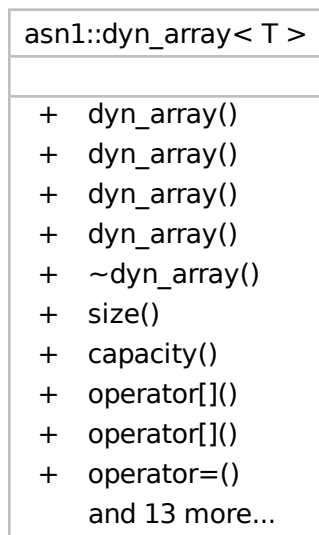 asn1::dyn_array< T >
+ dyn_array()
+ dyn_array()
+ dyn_array()
+ dyn_array()
+ ~dyn_array()
+ size()
+ capacity()
+ operator[]()
+ operator[]()
+ operator=()
and 13 more...